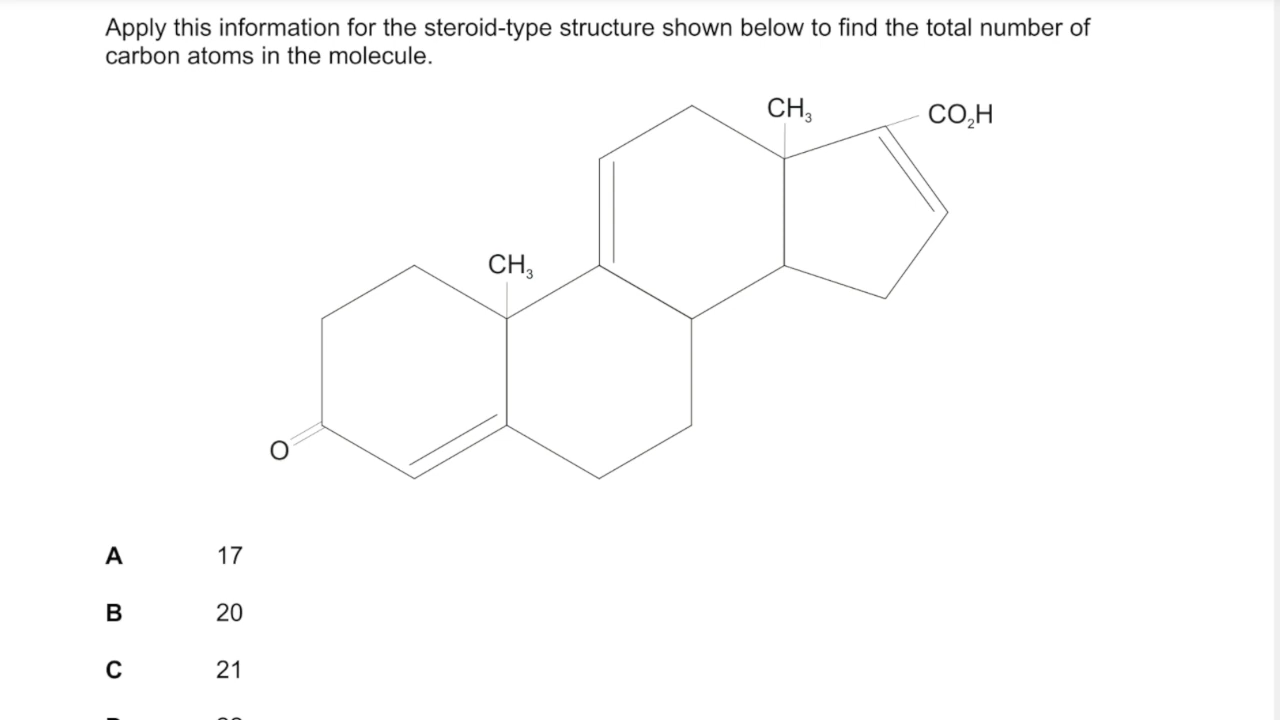 Apply this information for the steroid-type structure shown below to find the total number of
carbon atoms in the molecule.
CH₃
CO₂H
CH₃
O
A 17
B 20
C 21